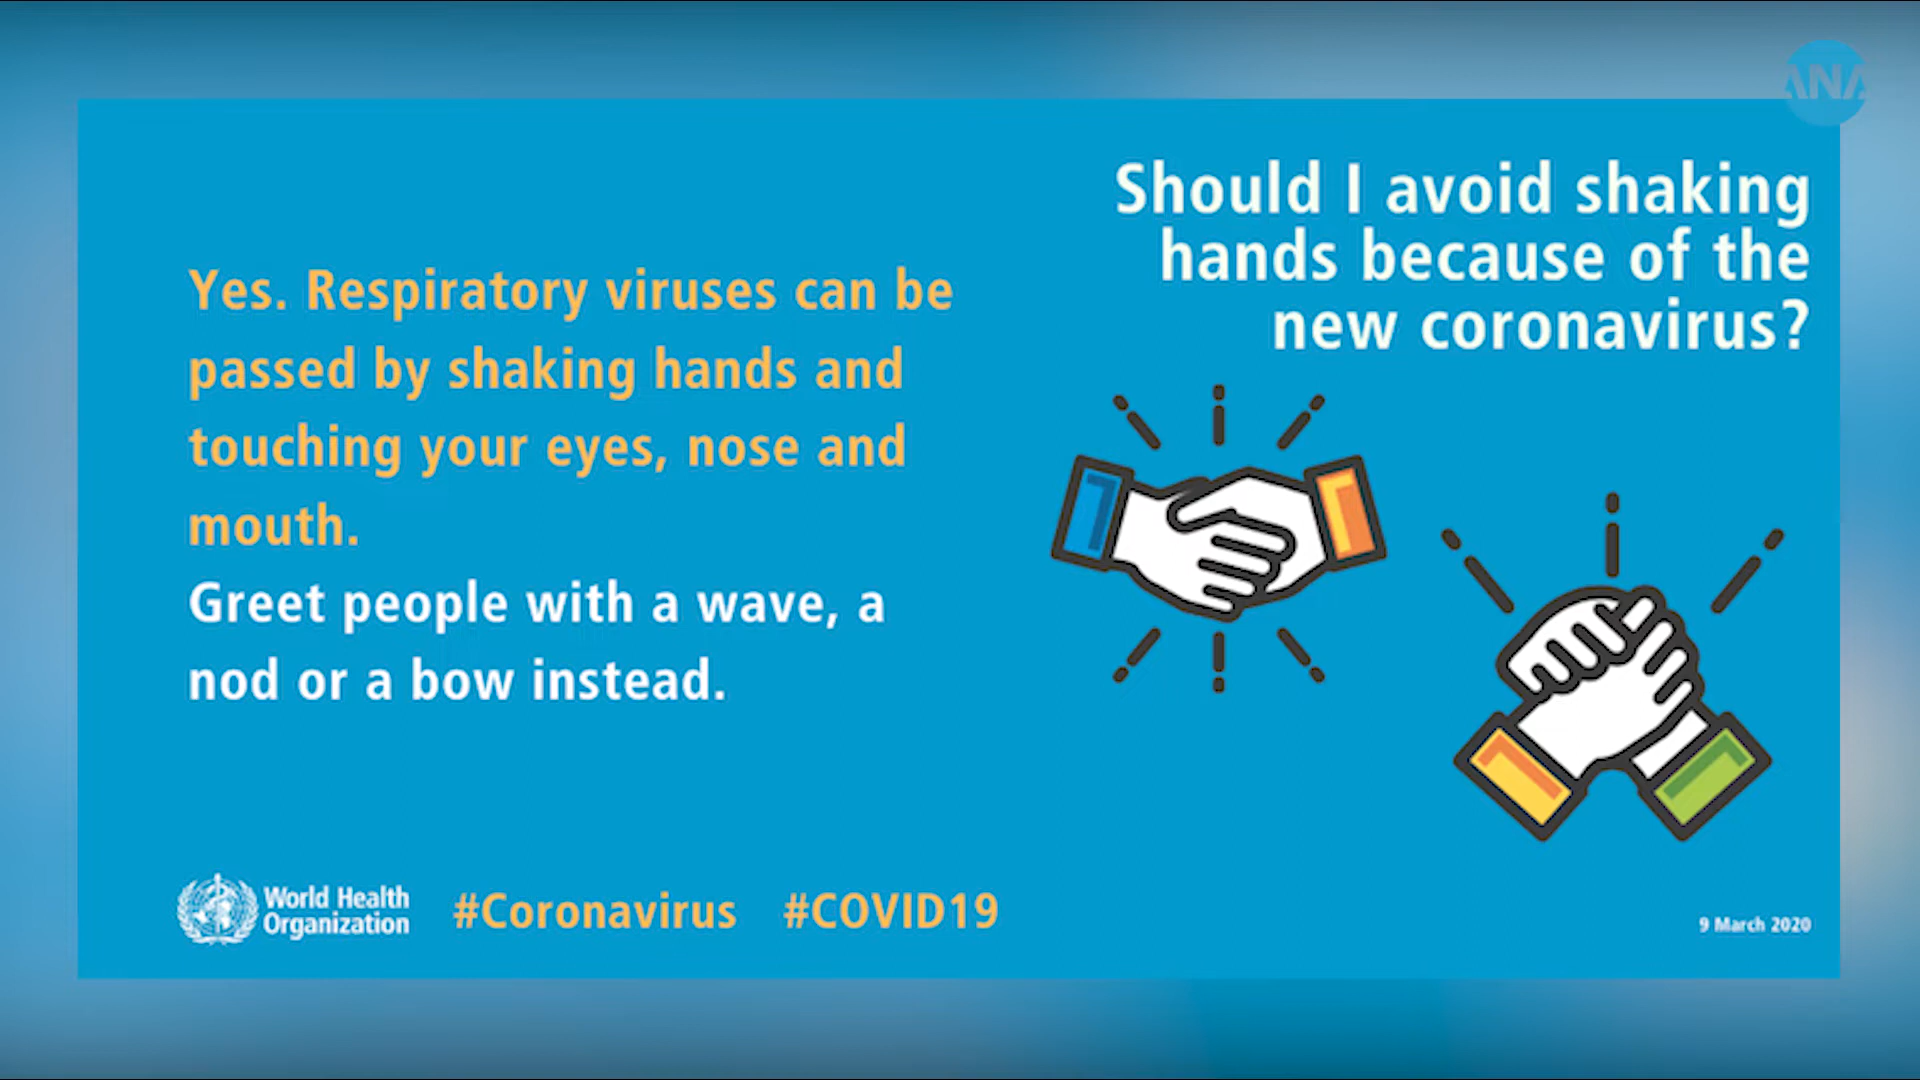 ANA
Should I avoid shaking
hands because of the
new coronavirus?
Yes. Respiratory viruses can be
passed by shaking hands and
touching your eyes, nose and
mouth.
Greet people with a wave, a
nod or a bow instead.
World Health
Organization
#Coronavirus #COVID19
9 March 2020